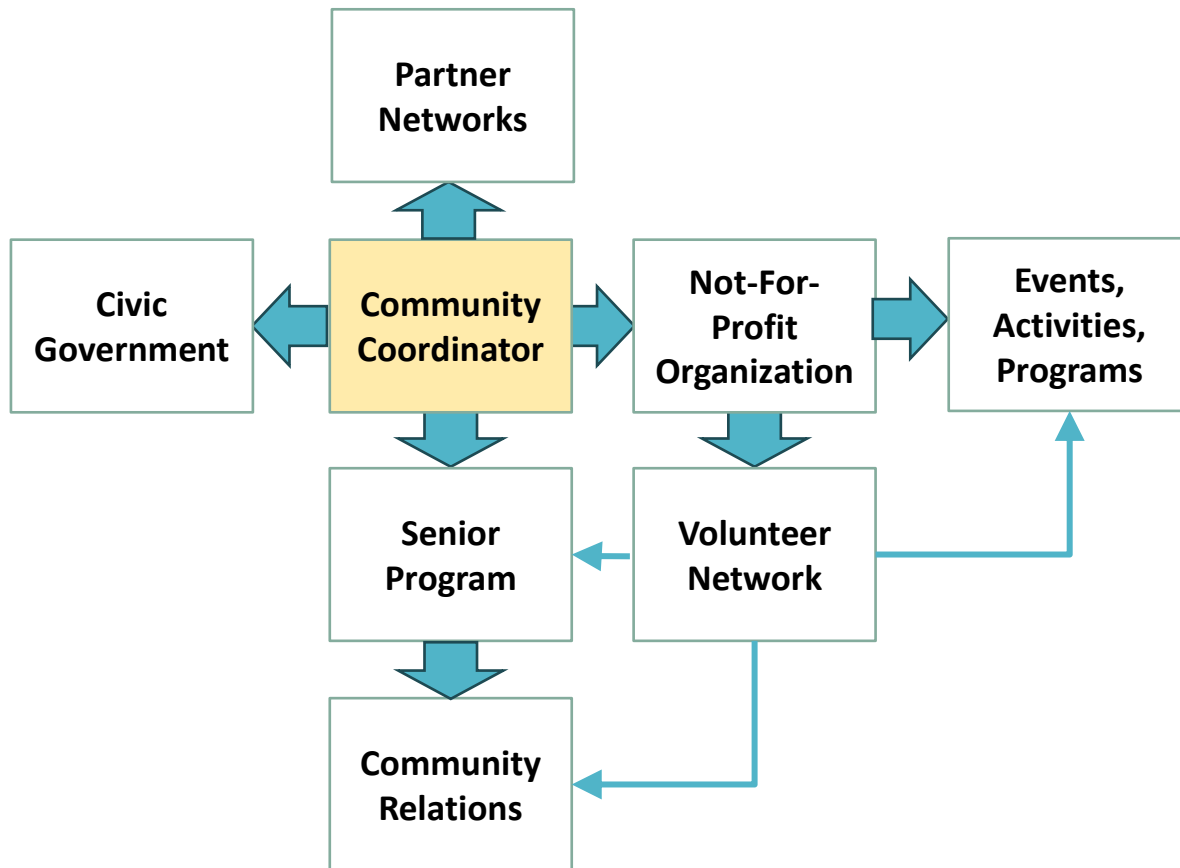 Partner
Networks
Civic
Government
Community
Coordinator
Not-For-
Profit
Organization
Events,
Activities,
Programs
Senior
Program
Volunteer
Network
Community
Relations